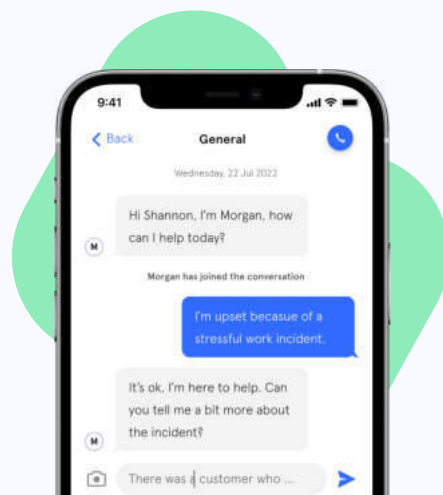 9:41
Back
General
Wednesday, 22 Jul 2022
Hi Shannon, I'm Morgan, how
can I help today?
M
Morgan has joined the conversation
I'm upset becasue of a
stressful work incident.
It's ok, I'm here to help. Can
you tell me a bit more about
the incident?
M
There was a customer who ...